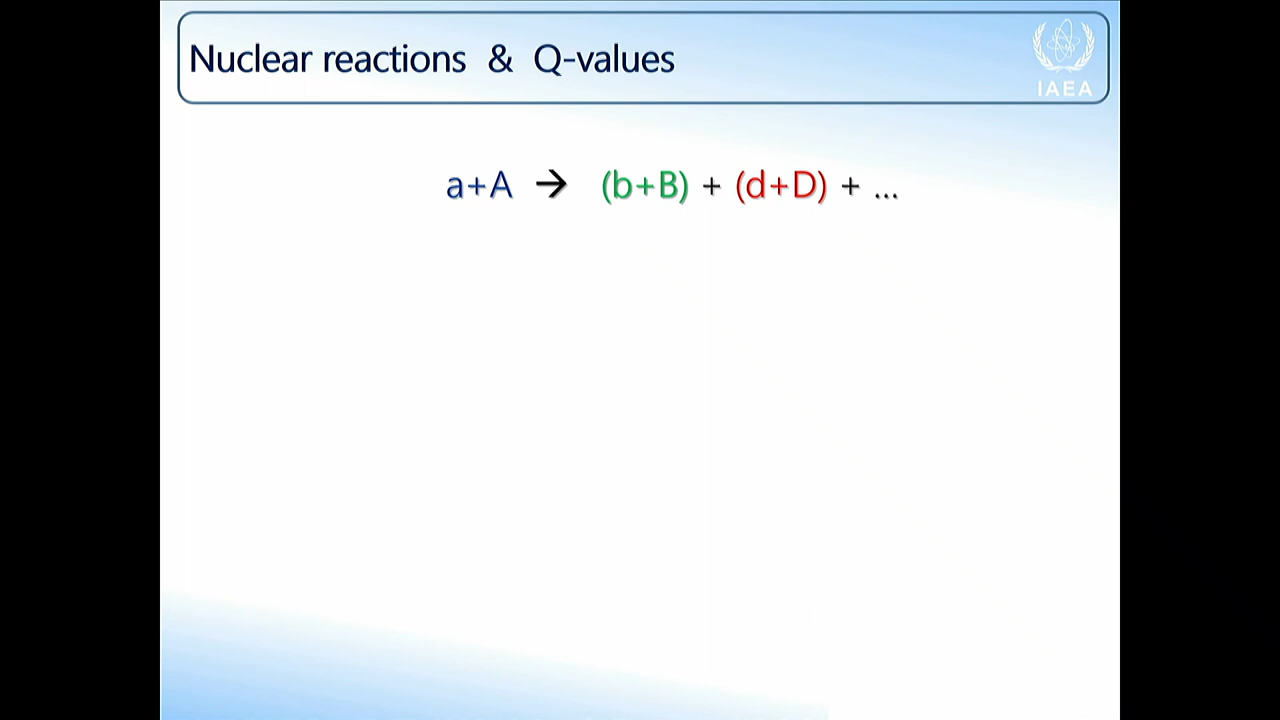 Nuclear reactions & Q-values
IAEA
a+A → (b+B) + (d+D) + ...